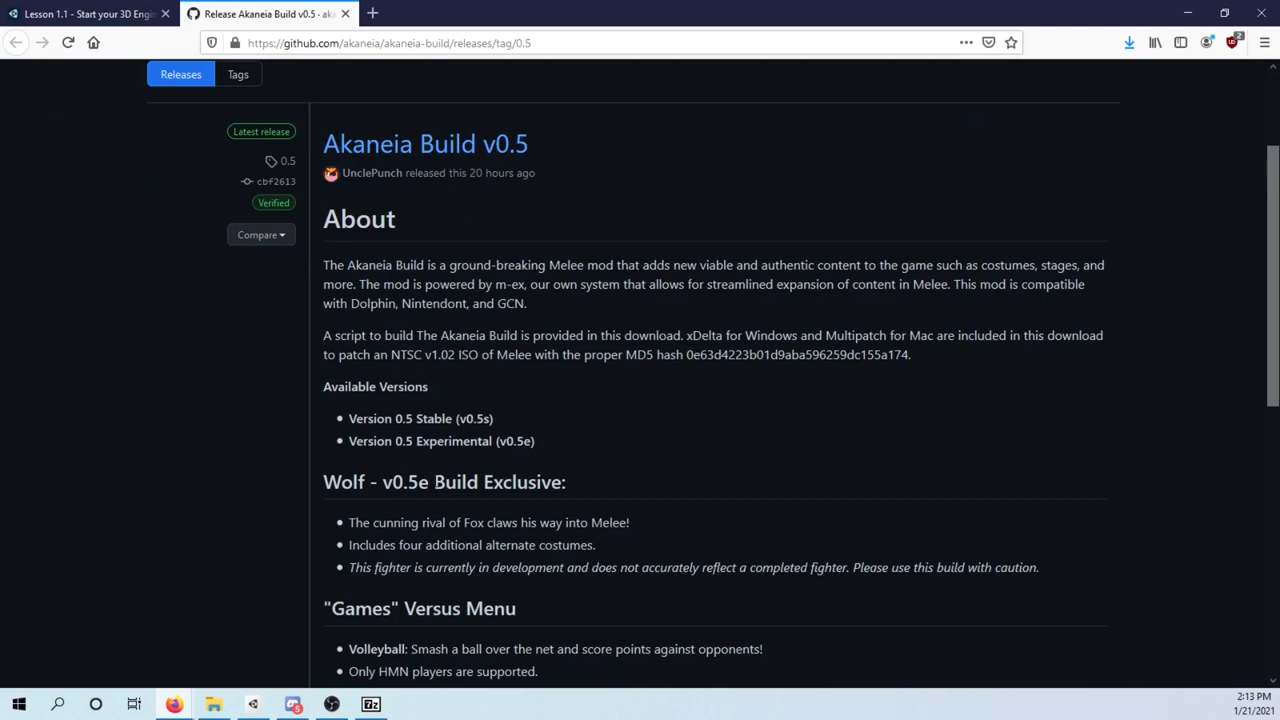 Lesson 1.1 - Start your 3D Engi
Release Akaneia Build v0.5 · aka
https://github.com/akaneia/akaneia-build/releases/tag/0.5
2
Releases
Tags
Latest release
0.5
cbf2613
Verified
Compare
Akaneia Build v0.5
UnclePunch released this 20 hours ago
About
The Akaneia Build is a ground-breaking Melee mod that adds new viable and authentic content to the game such as costumes, stages, and
more. The mod is powered by m-ex, our own system that allows for streamlined expansion of content in Melee. This mod is compatible
with Dolphin, Nintendont, and GCN.
A script to build The Akaneia Build is provided in this download. xDelta for Windows and Multipatch for Mac are included in this download
to patch an NTSC v1.02 ISO of Melee with the proper MD5 hash 0e63d4223b01d9aba596259dc155a174.
Available Versions
• Version 0.5 Stable (v0.5s)
• Version 0.5 Experimental (v0.5e)
Wolf - v0.5e Build Exclusive:
• The cunning rival of Fox claws his way into Melee!
• Includes four additional alternate costumes.
• This fighter is currently in development and does not accurately reflect a completed fighter. Please use this build with caution.
"Games" Versus Menu
• Volleyball: Smash a ball over the net and score points against opponents!
• Only HMN players are supported.
5
7z
2:13 PM
1/21/2021